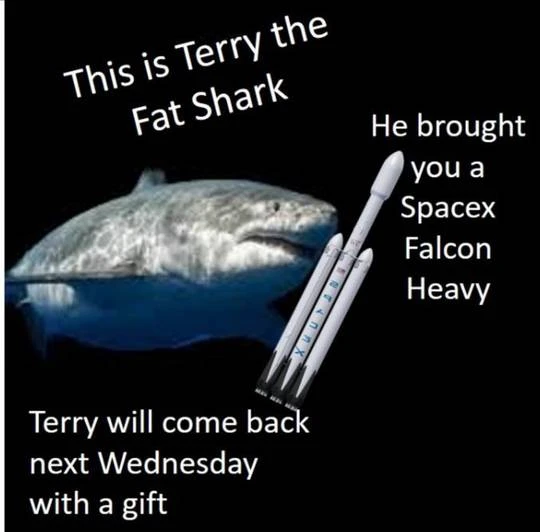 This is Terry the
Fat Shark
He brought
you a
Spacex
Falcon
Heavy
Terry will come back
next Wednesday
with a gift